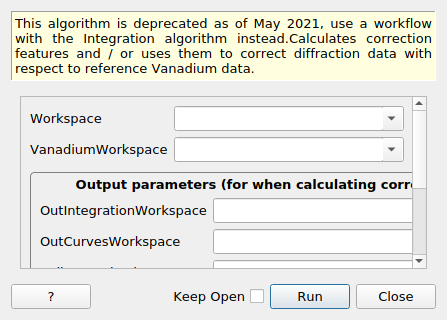 This algorithm is deprecated as of May 2021, use a workflow
with the Integration algorithm instead.Calculates correction
features and / or uses them to correct diffraction data with
respect to reference Vanadium data.
Workspace
VanadiumWorkspace
Output parameters (for when calculating corre
OutIntegrationWorkspace
OutCurvesWorkspace
?
Keep Open
Run
Close